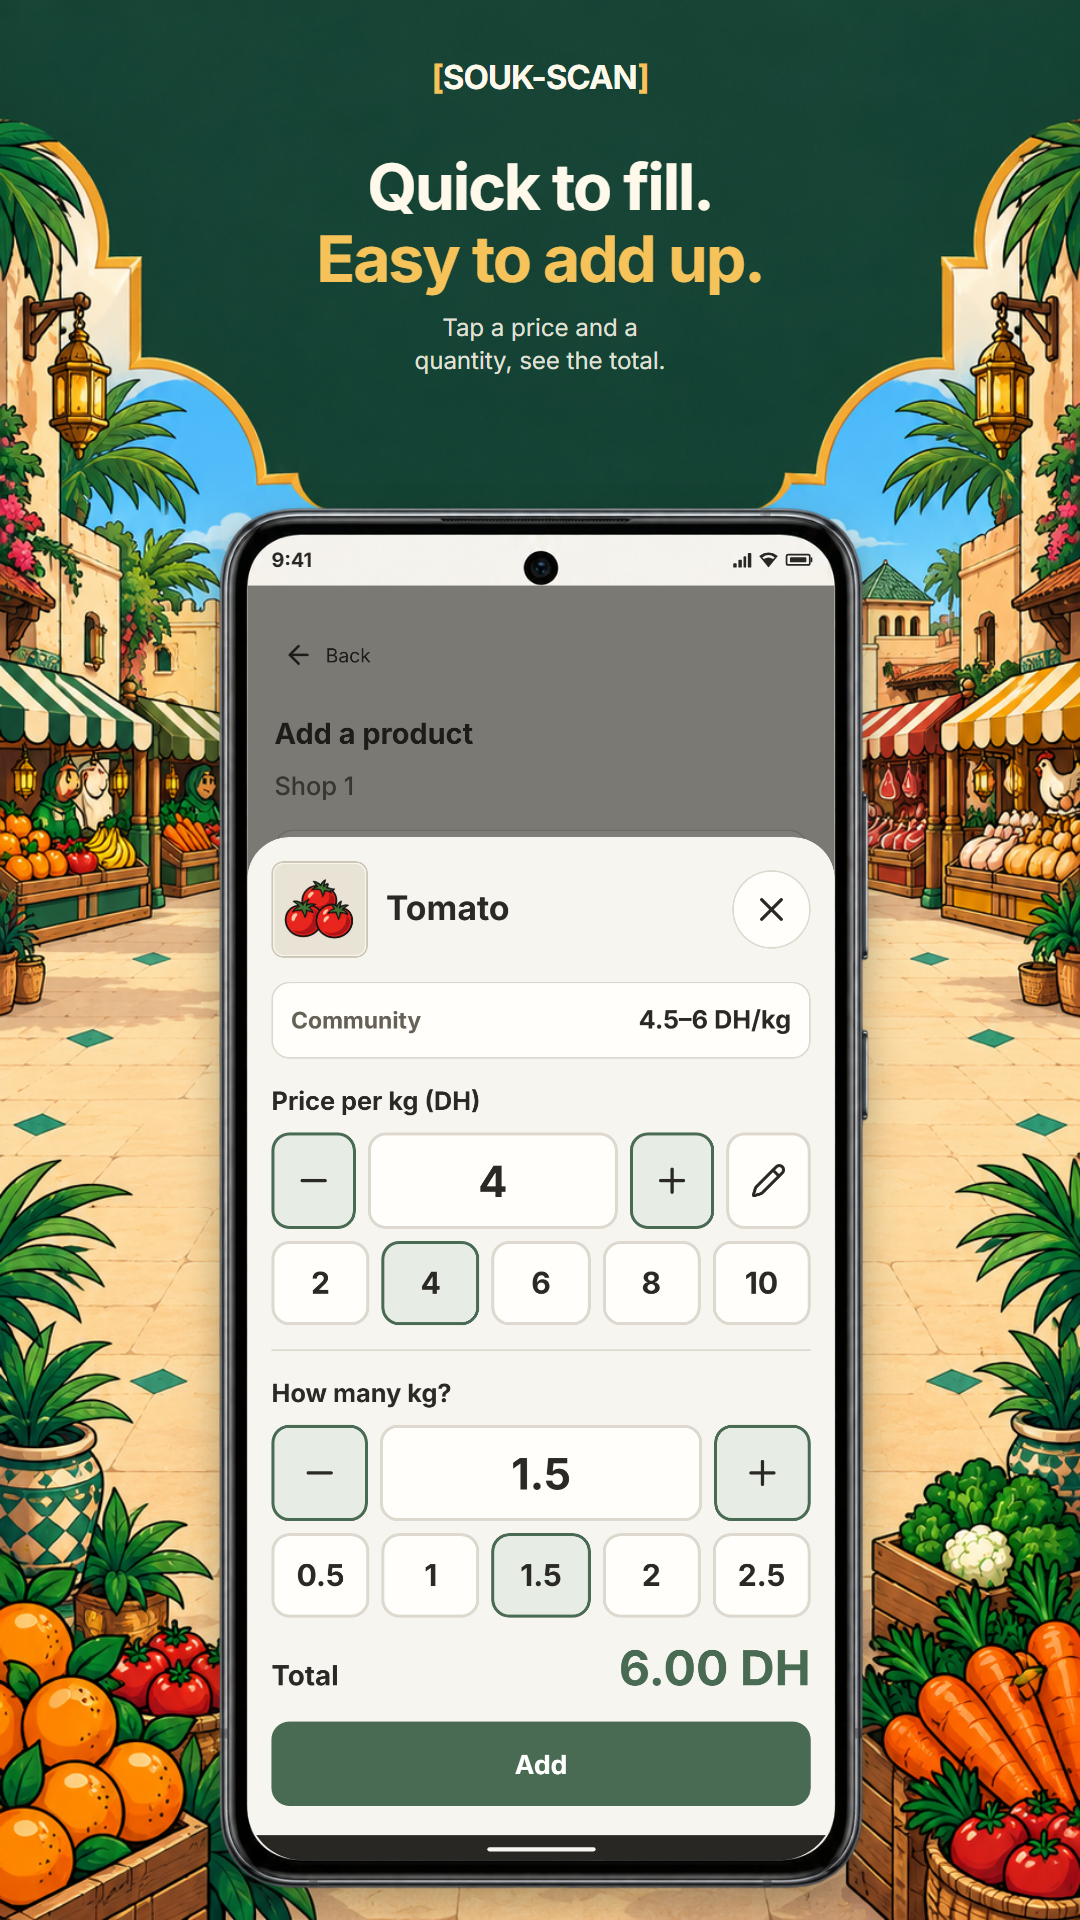 [SOUK-SCAN]
Quick to fill.
Easy to add up.
Tap a price and a
quantity, see the total.
9:41
Back
Add a product
Shop 1
Tomato
Community 4.5–6 DH/kg
Price per kg (DH)
− 4 +
2 4 6 8 10
How many kg?
− 1.5 +
0.5 1 1.5 2 2.5
Total 6.00 DH
Add